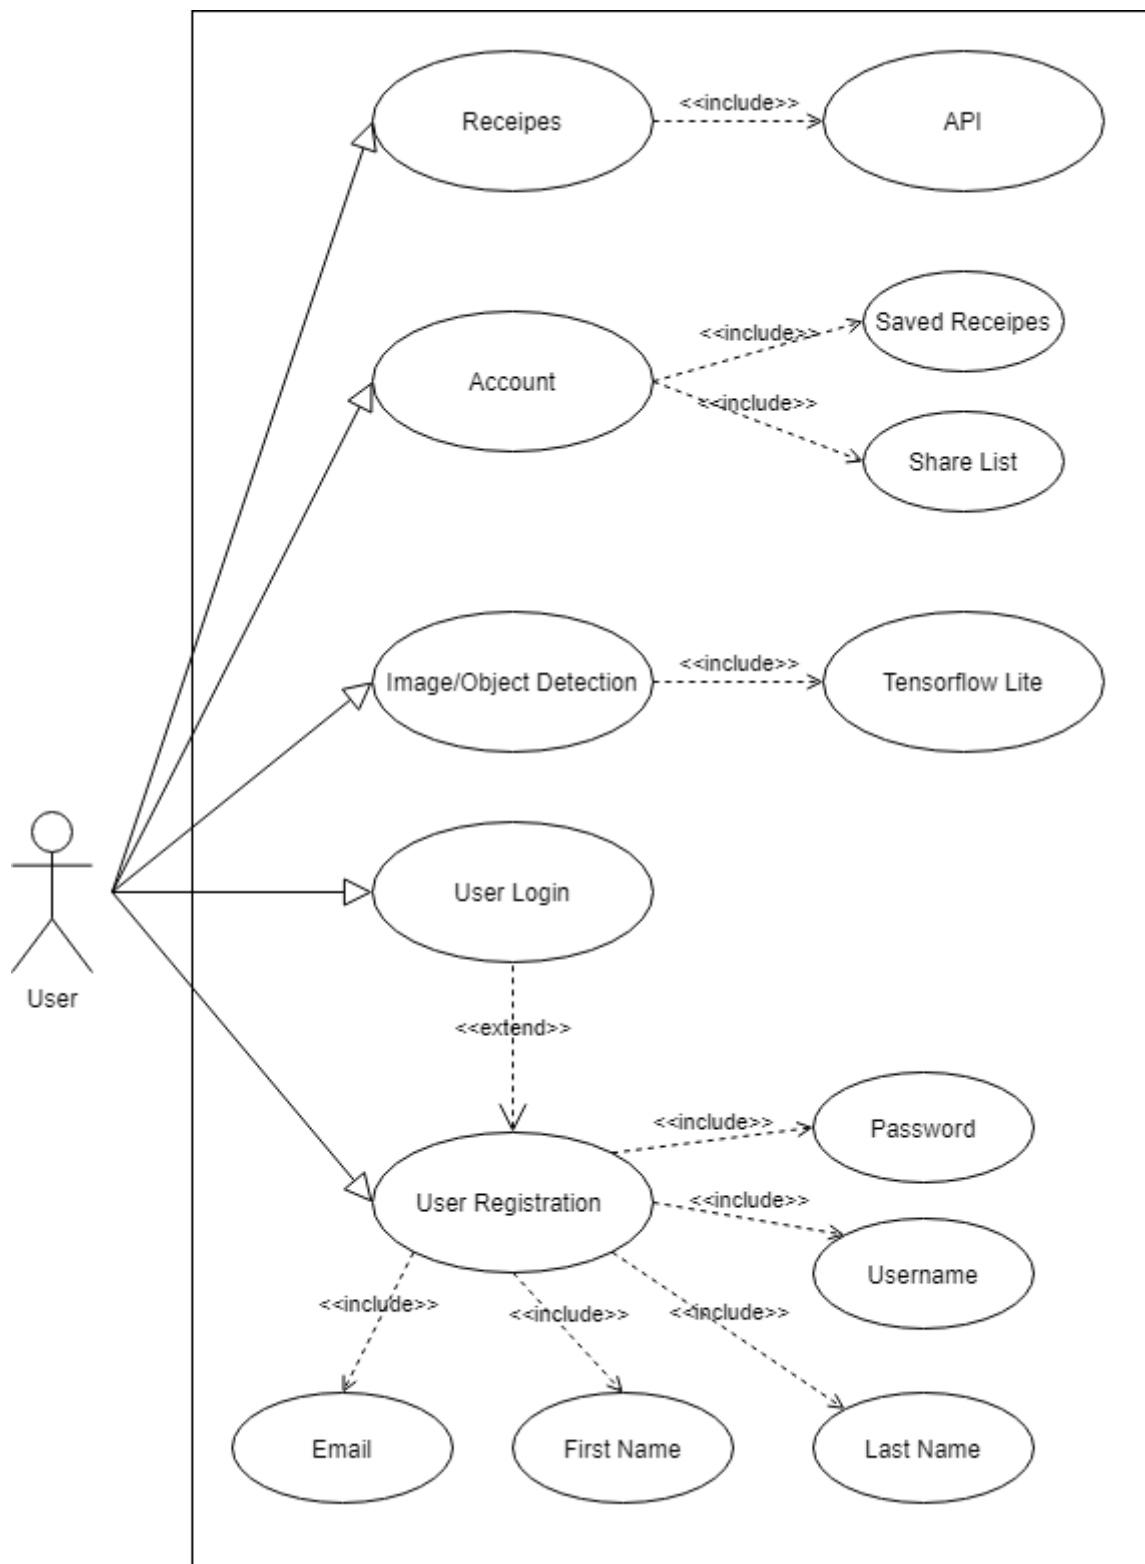 <<include>>
Receipes
API
<<include>>
Saved Receipes
Account
<<include>>
Share List
<<include>>
Image/Object Detection
Tensorflow Lite
User Login
User
<<extend>>
<<include>>
Password
<<include>>
User Registration
Username
<<include>>
<<include>>
<<include>>
Email
First Name
Last Name